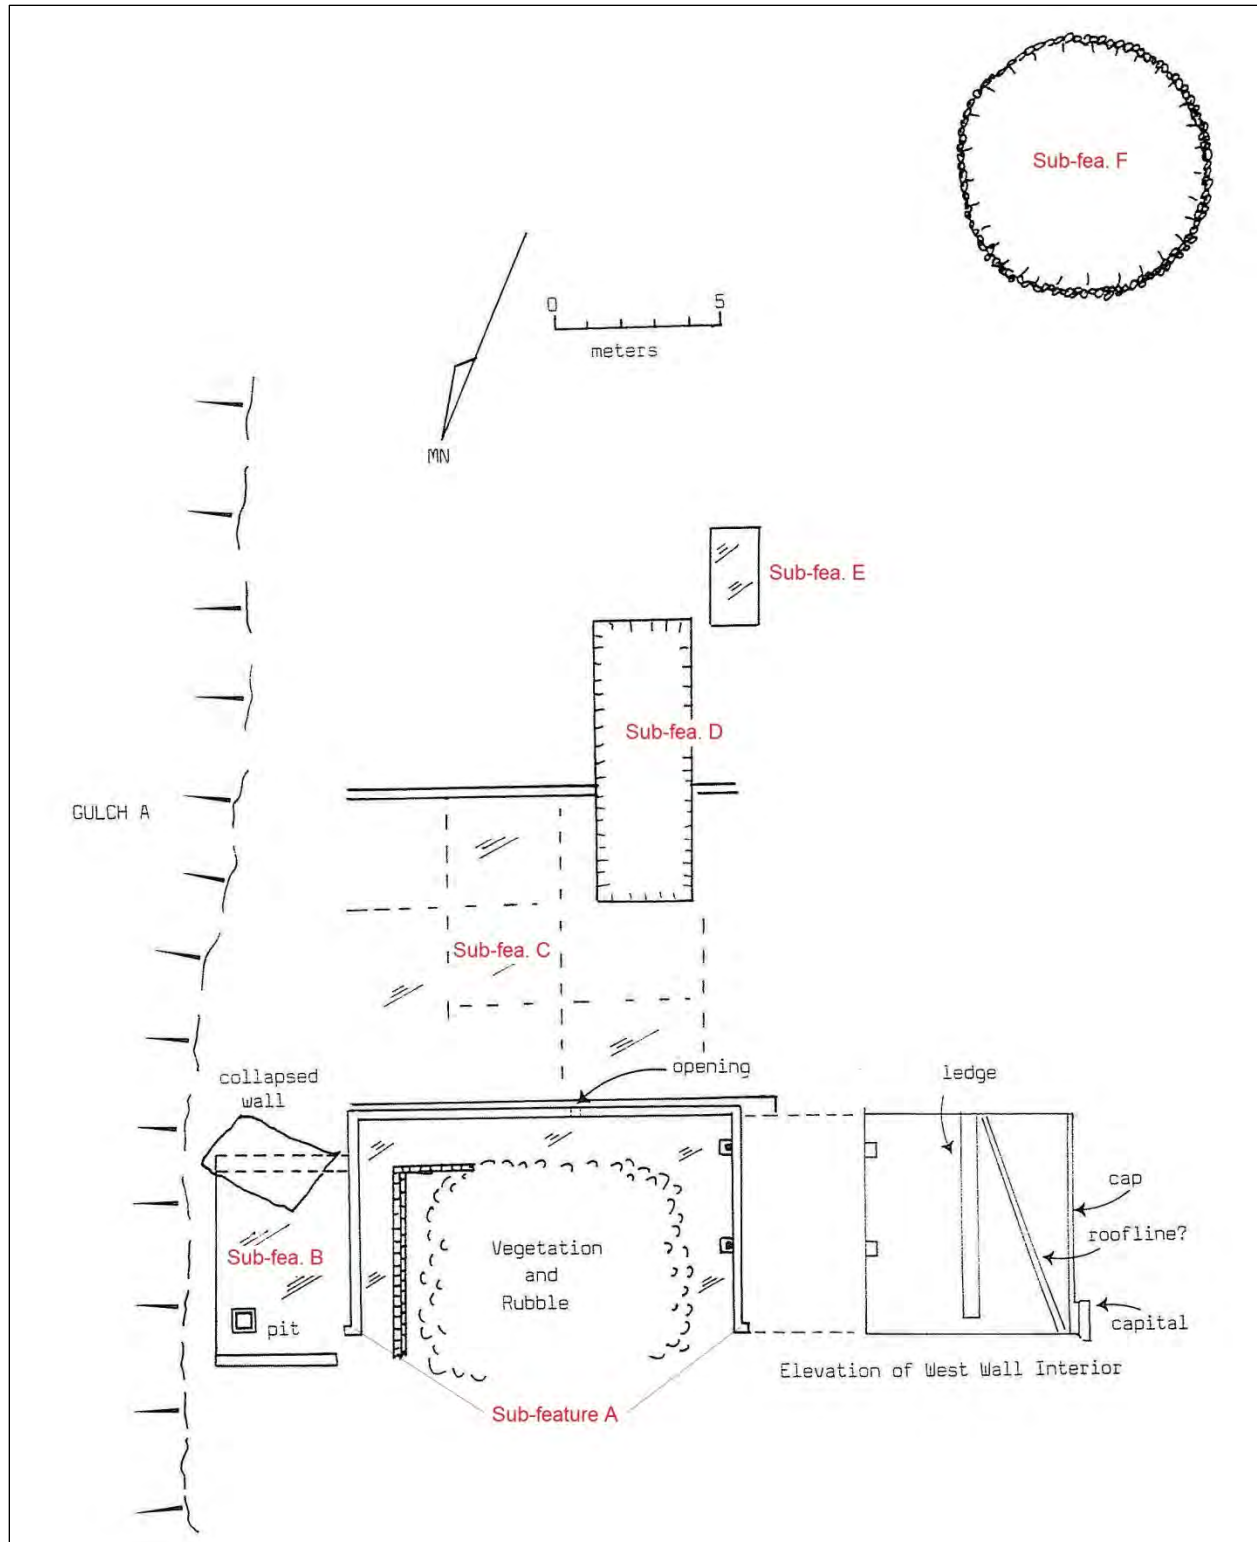 Sub-fea. F
0 5
meters
MN
Sub-fea. E
Sub-fea. D
GULCH A
Sub-fea. C
opening
collapsed
wall
ledge
cap
roofline?
capital
Sub-fea. B
pit
Vegetation
and
Rubble
Elevation of West Wall Interior
Sub-feature A